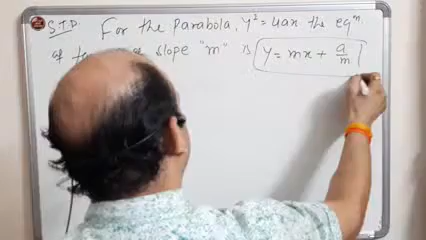 S.T.P. For the Parabola, y² = 4ax the eqⁿ
of slope "m" is y = mx + a/m